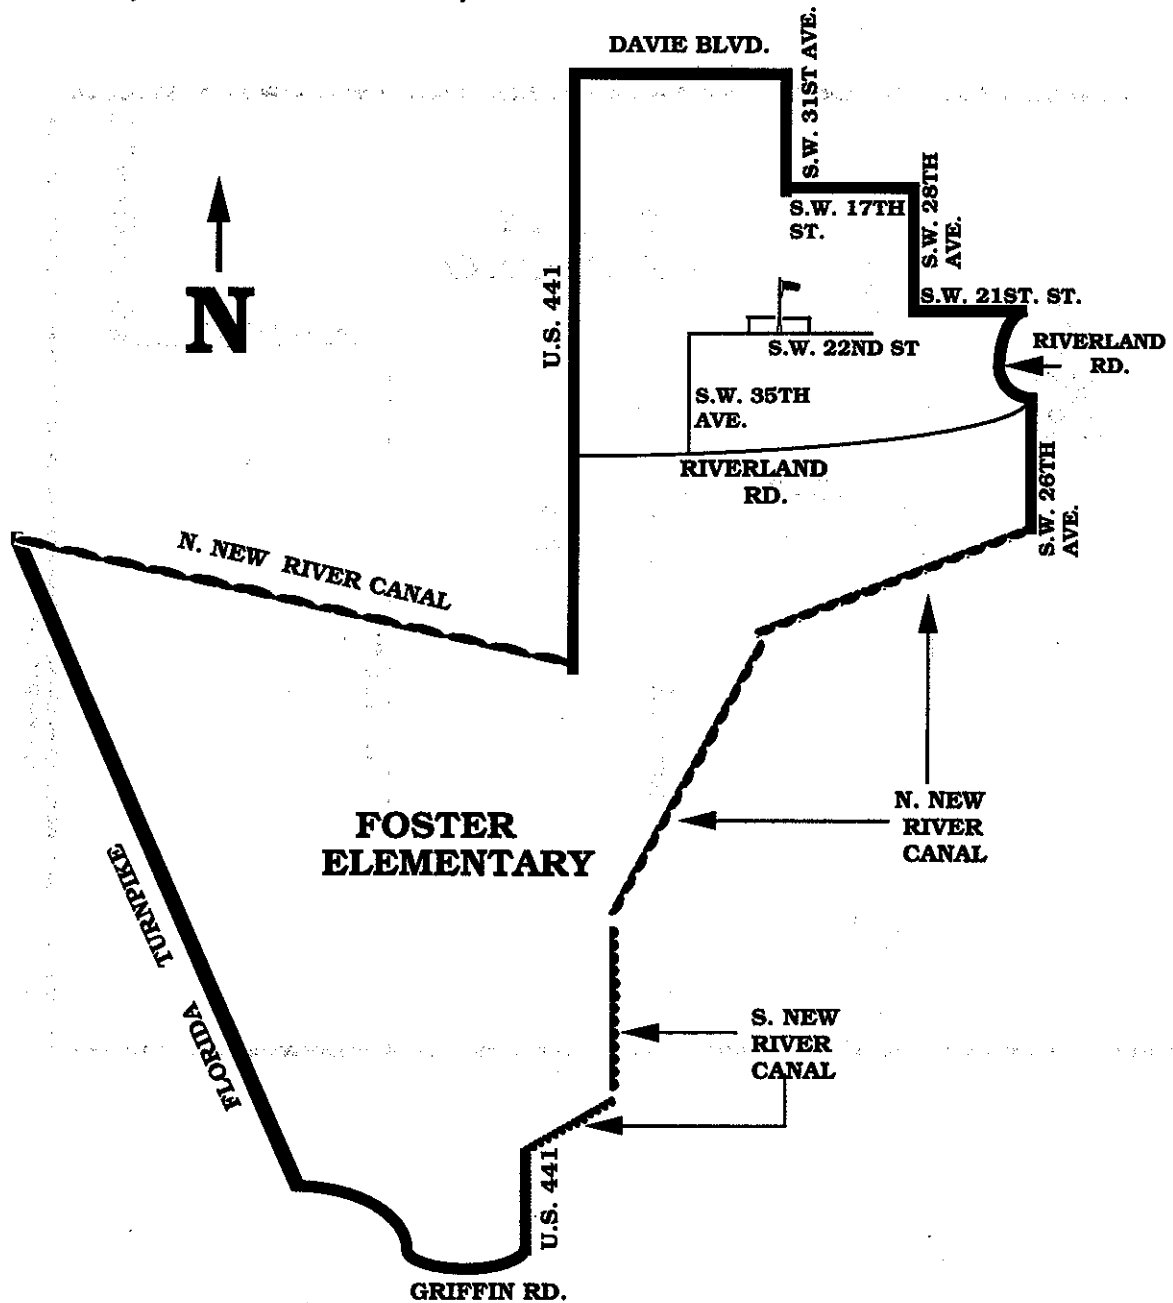 DAVIE BLVD.
S.W. 31ST AVE.
S.W. 17TH
ST.
S.W. 28TH
AVE.
U.S. 441
N
S.W. 21ST. ST.
RIVERLAND
RD.
S.W. 22ND ST
S.W. 35TH
AVE.
RIVERLAND
RD.
S.W. 26TH
AVE.
N. NEW RIVER CANAL
N. NEW
RIVER
CANAL
FOSTER
ELEMENTARY
FLORIDA TURNPIKE
S. NEW
RIVER
CANAL
U.S. 441
GRIFFIN RD.